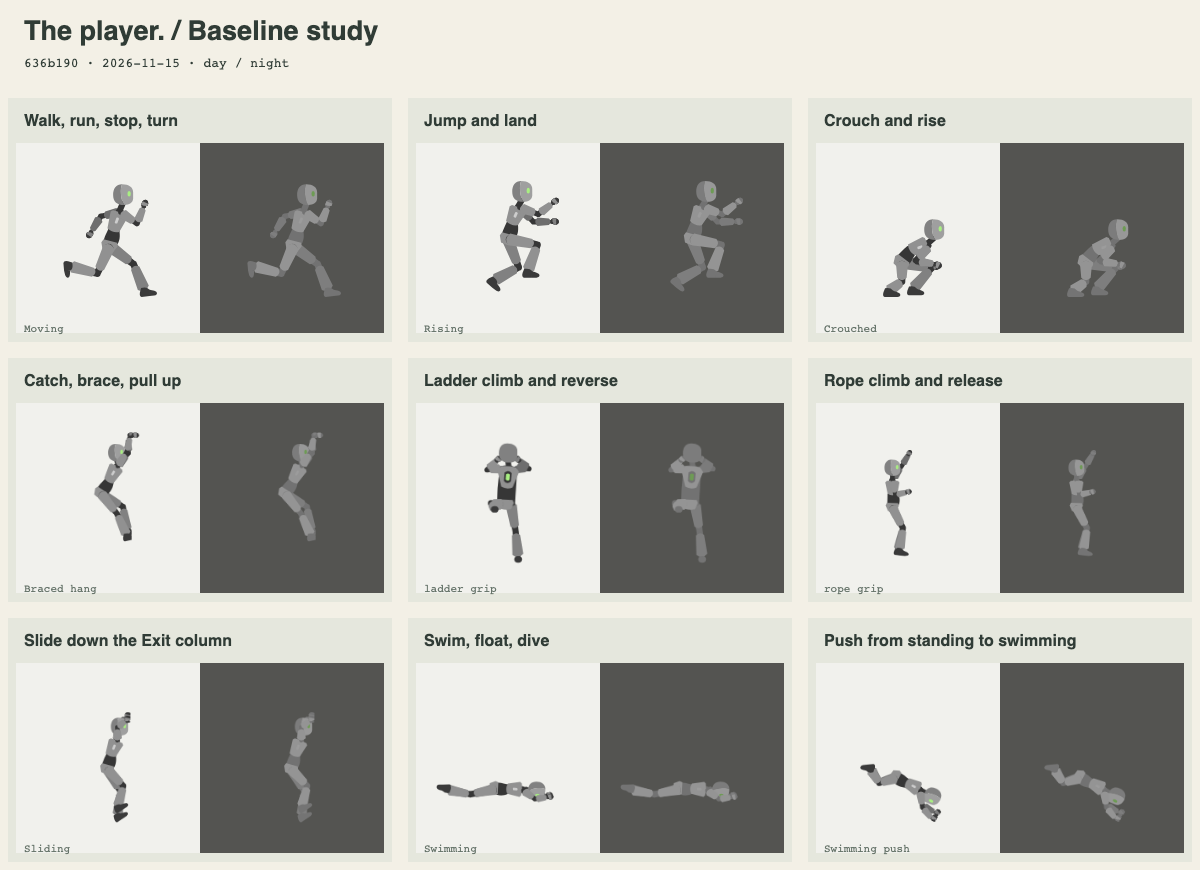 The player. / Baseline study
636b190 · 2026-11-15 · day / night
Walk, run, stop, turn
Moving
Jump and land
Rising
Crouch and rise
Crouched
Catch, brace, pull up
Braced hang
Ladder climb and reverse
ladder grip
Rope climb and release
rope grip
Slide down the Exit column
Sliding
Swim, float, dive
Swimming
Push from standing to swimming
Swimming push